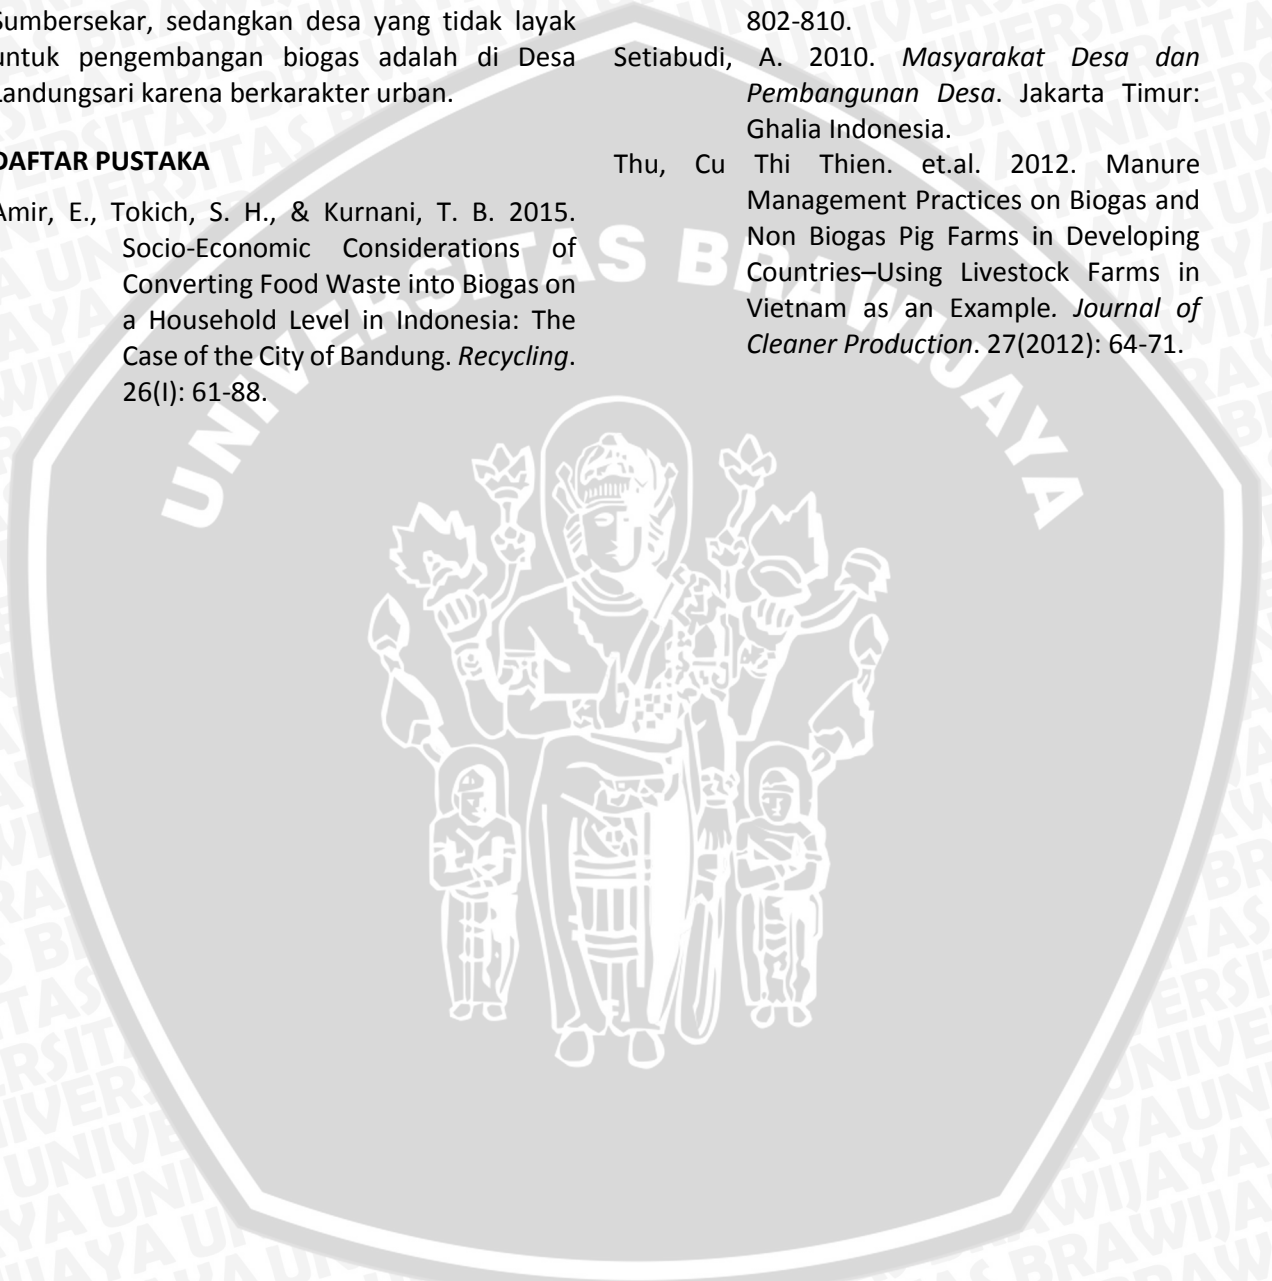 Sumbersekar, sedangkan desa yang tidak layak
untuk pengembangan biogas adalah di Desa
Landungsari karena berkarakter urban.
DAFTAR PUSTAKA
Amir, E., Tokich, S. H., & Kurnani, T. B. 2015.
Socio-Economic Considerations of
Converting Food Waste into Biogas on
a Household Level in Indonesia: The
Case of the City of Bandung. Recycling.
26(I): 61-88.
802-810.
Setiabudi, A. 2010. Masyarakat Desa dan
Pembangunan Desa. Jakarta Timur:
Ghalia Indonesia.
Thu, Cu Thi Thien. et.al. 2012. Manure
Management Practices on Biogas and
Non Biogas Pig Farms in Developing
Countries–Using Livestock Farms in
Vietnam as an Example. Journal of
Cleaner Production. 27(2012): 64-71.
UNIVERSITAS BRAWIJAYA